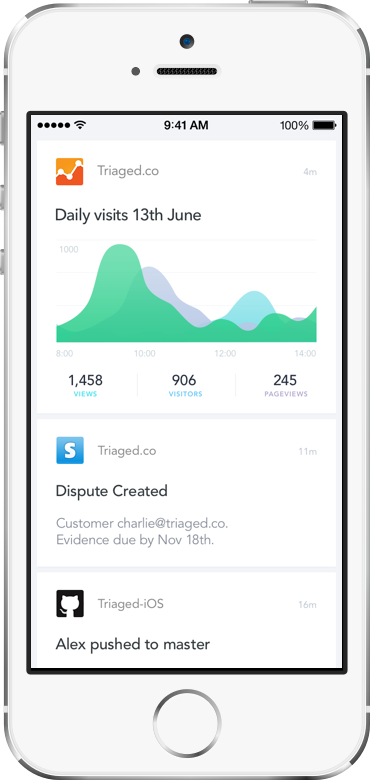 9:41 AM
100%
Triaged.co
4m
Daily visits 13th June
1000
8:00 10:00 12:00 14:00
1,458 906 245
VIEWS VISITORS PAGEVIEWS
S
Triaged.co
11m
Dispute Created
Customer charlie@triaged.co.
Evidence due by Nov 18th.
Triaged-iOS
16m
Alex pushed to master